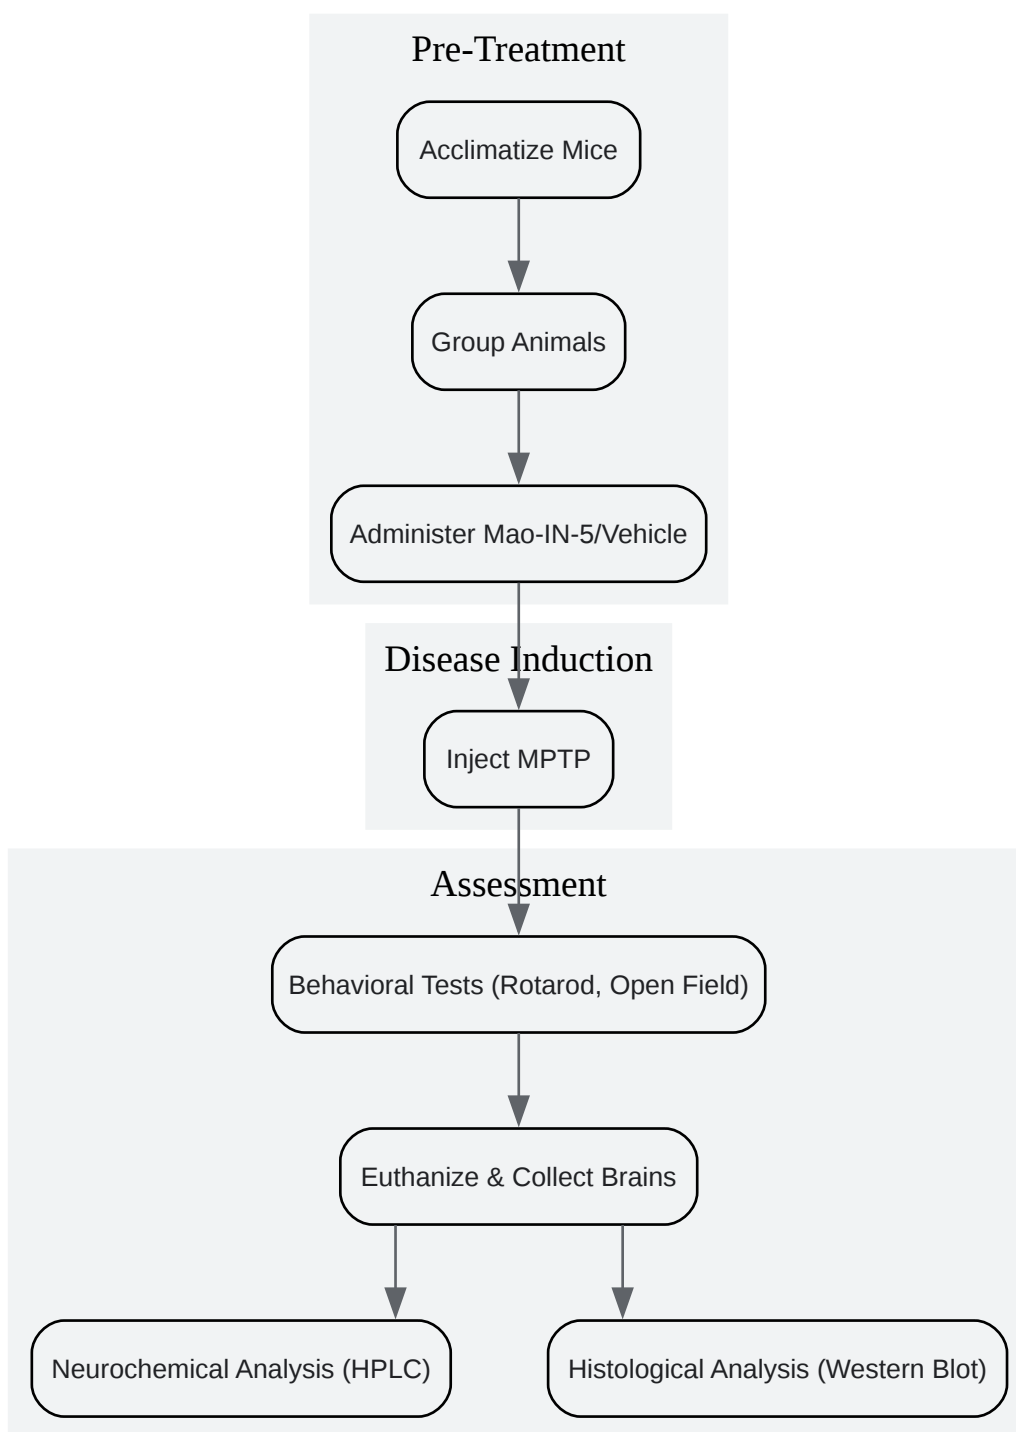 Pre-Treatment
Acclimatize Mice
Group Animals
Administer Mao-IN-5/Vehicle
Disease Induction
Inject MPTP
Assessment
Behavioral Tests (Rotarod, Open Field)
Euthanize & Collect Brains
Neurochemical Analysis (HPLC)
Histological Analysis (Western Blot)